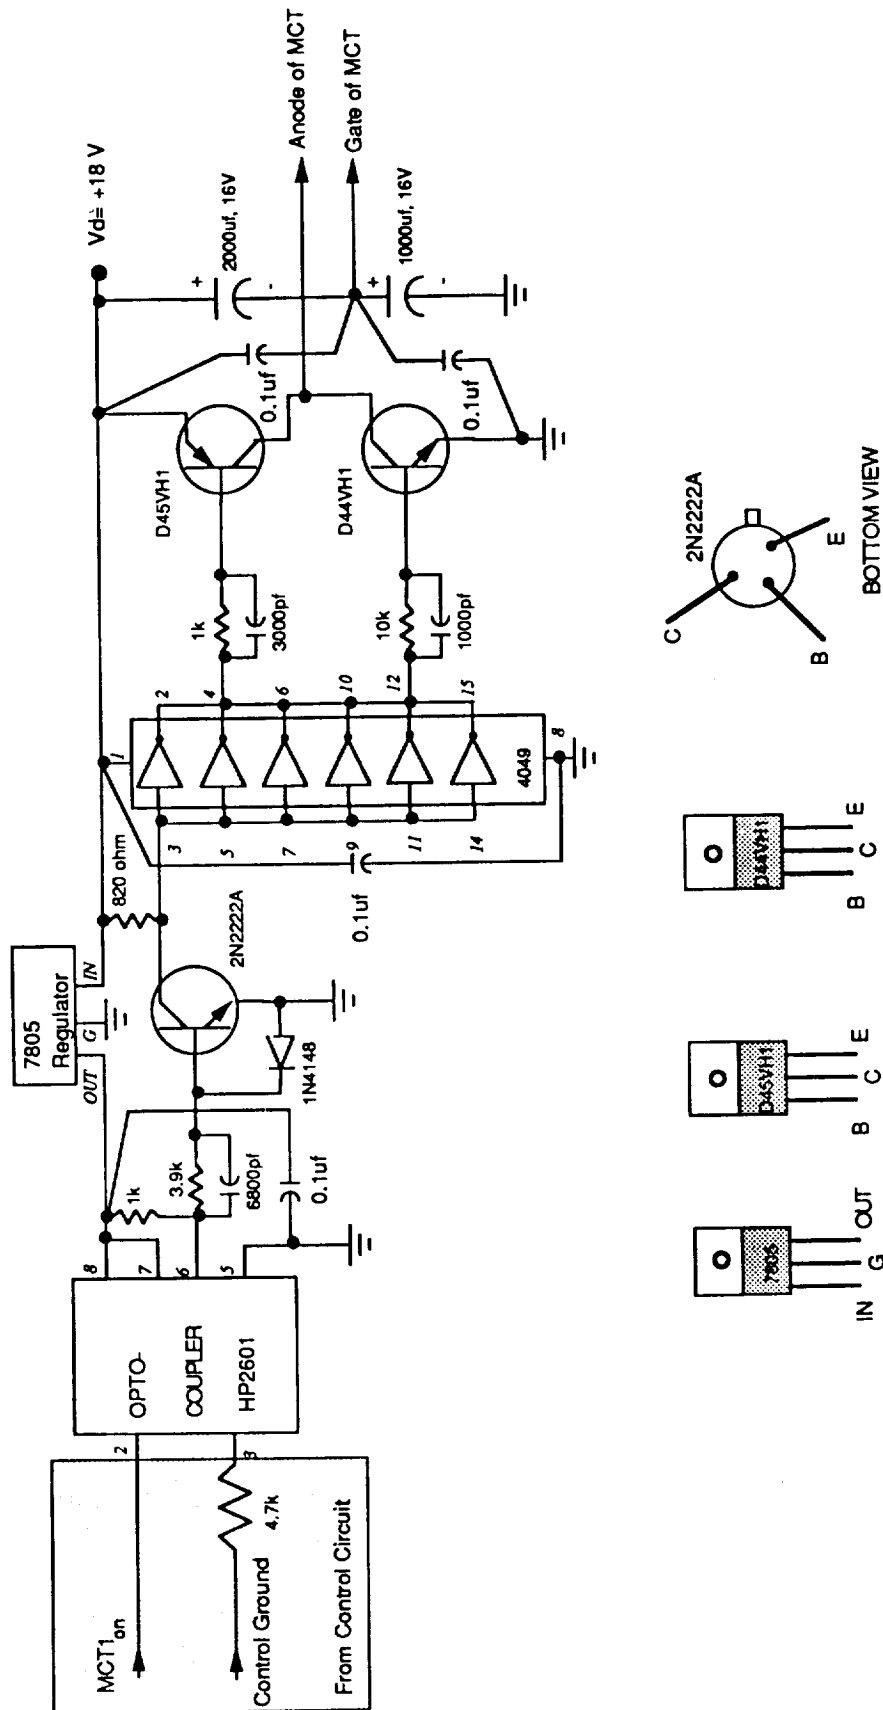 MCT1on
Control Ground
4.7k
From Control Circuit
2
3
OPTO-
COUPLER
HP2601
8
7
6
5
7805
Regulator
OUT
G
IN
1k
3.9k
6800pf
0.1uf
1N4148
2N2222A
820 ohm
0.1uf
1
3
5
7
9
11
14
2
4
6
10
12
15
4049
8
1k
3000pf
10k
1000pf
D45VH1
D44VH1
0.1uf
0.1uf
Vd= +18 V
+
2000uf, 16V
-
+
1000uf, 16V
-
Anode of MCT
Gate of MCT
7805
IN
G
OUT
D45VH1
B
C
E
D44VH1
B
C
E
2N2222A
C
B
E
BOTTOM VIEW